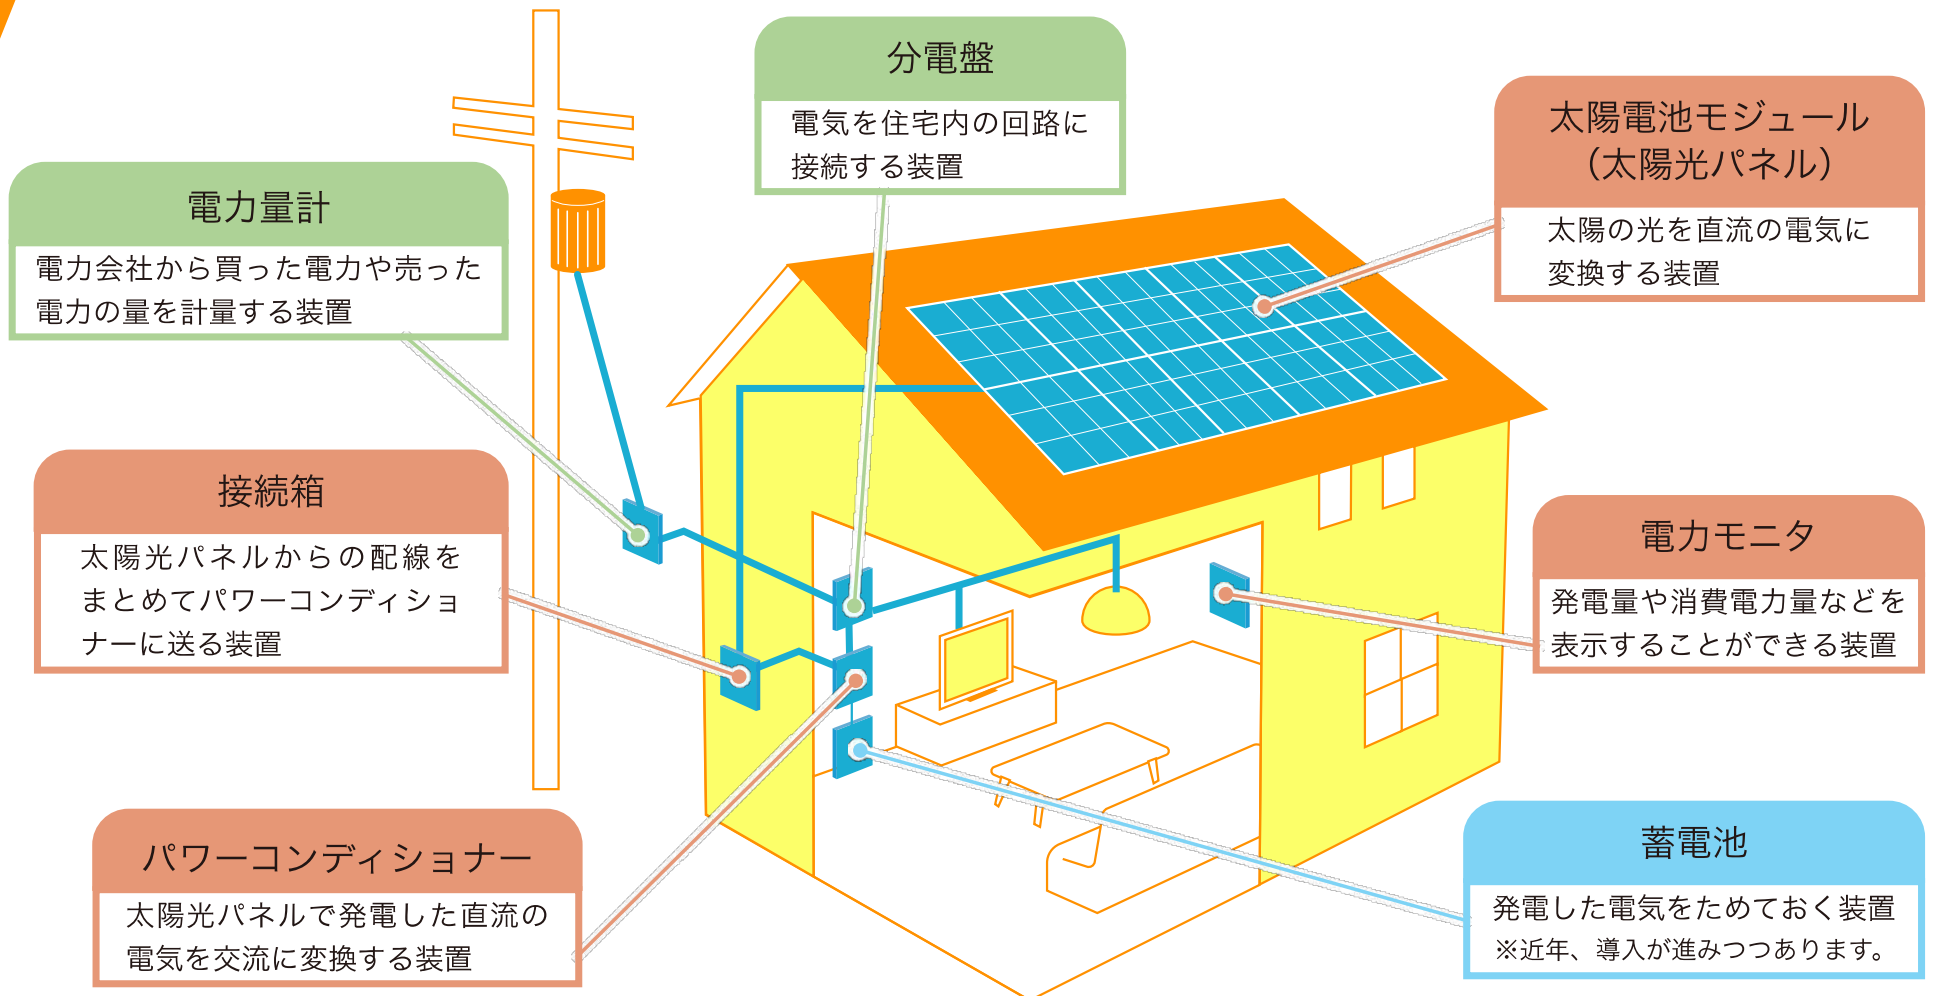 分電盤
電気を住宅内の回路に
接続する装置
太陽電池モジュール
（太陽光パネル）
太陽の光を直流の電気に
変換する装置
電力量計
電力会社から買った電力や売った
電力の量を計量する装置
接続箱
太陽光パネルからの配線を
まとめてパワーコンディショ
ナーに送る装置
電力モニタ
発電量や消費電力量などを
表示することができる装置
パワーコンディショナー
太陽光パネルで発電した直流の
電気を交流に変換する装置
蓄電池
発電した電気をためておく装置
※近年、導入が進みつつあります。